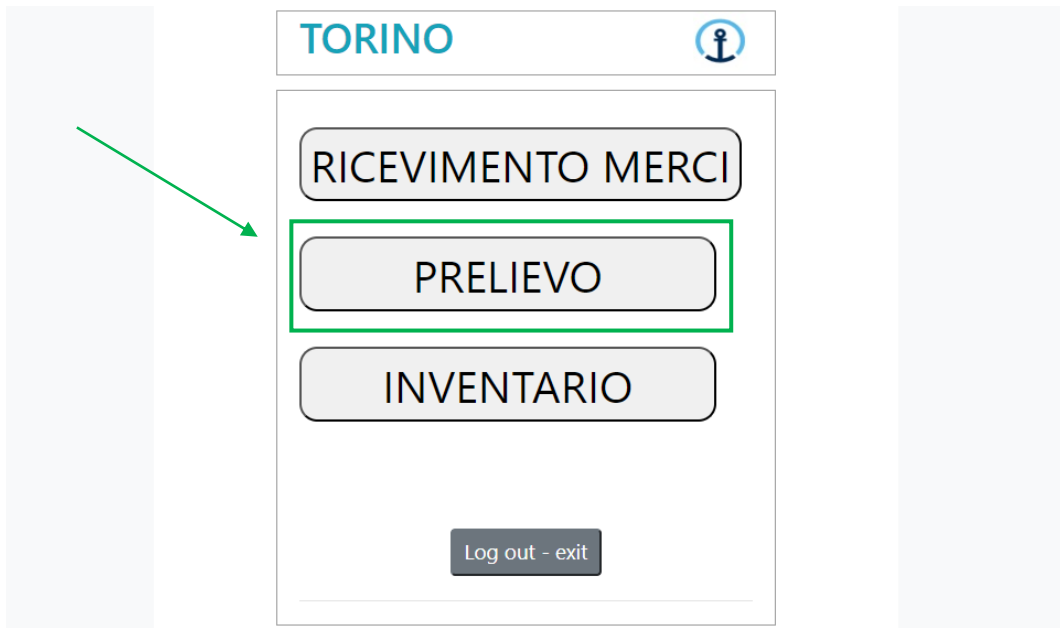 TORINO
RICEVIMENTO MERCI
PRELIEVO
INVENTARIO
Log out - exit